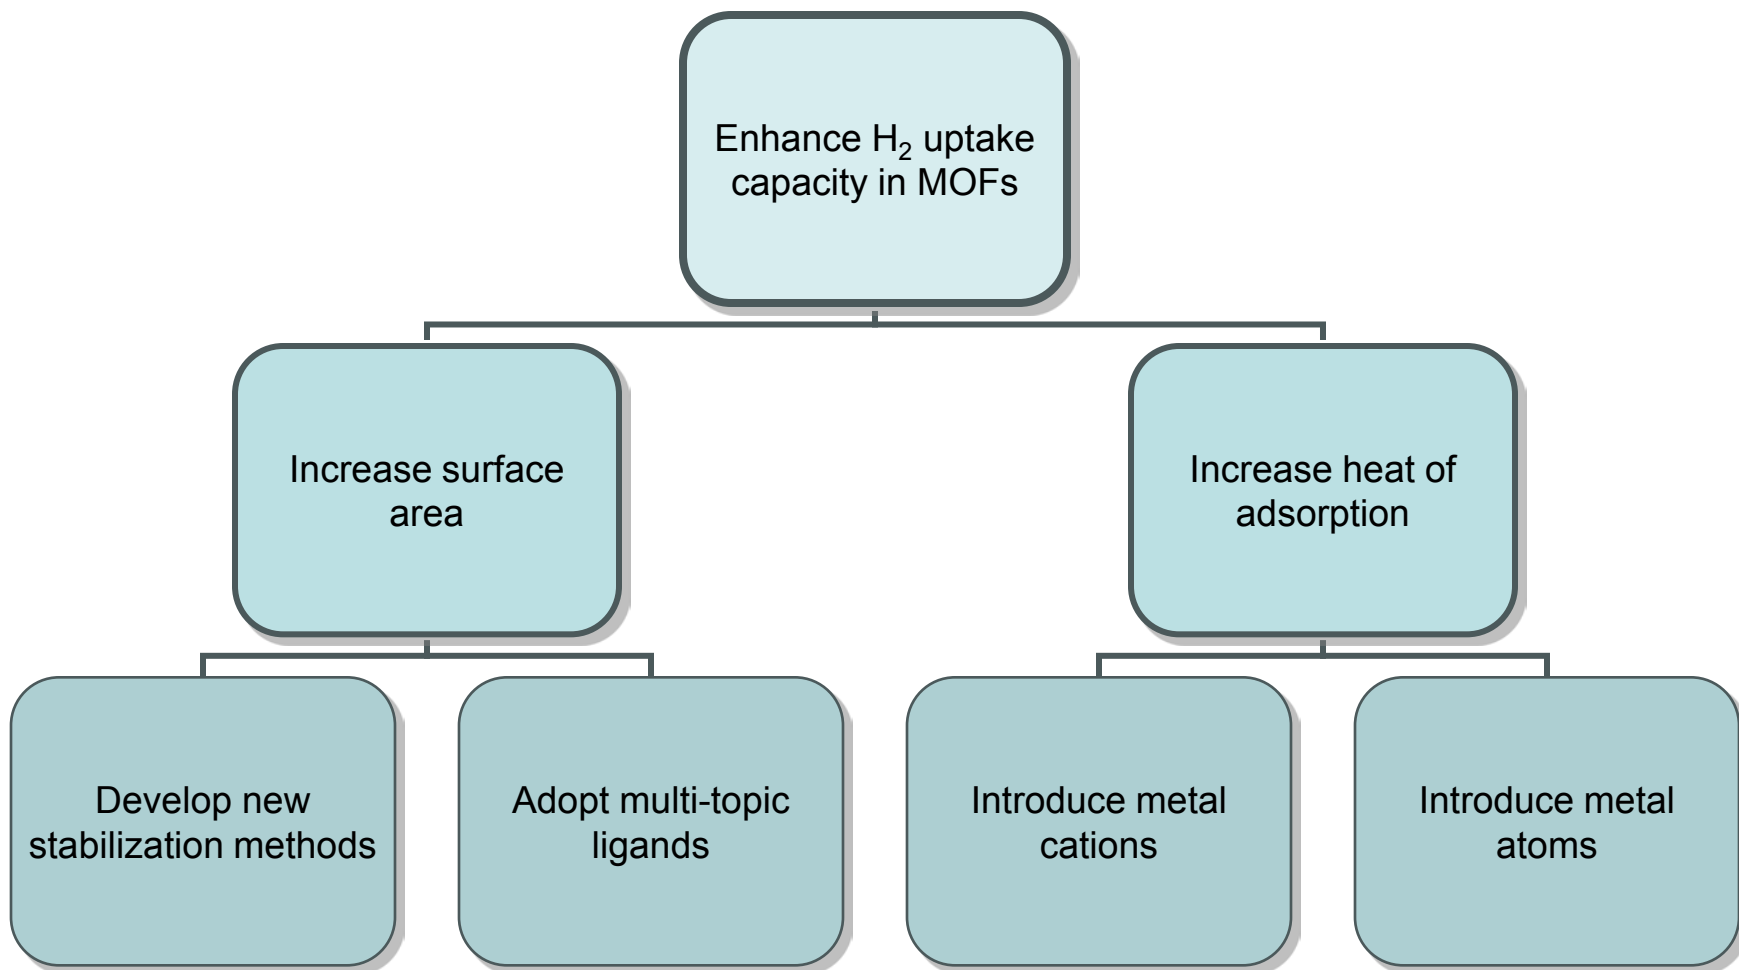 Enhance H₂ uptake
capacity in MOFs
Increase surface
area
Increase heat of
adsorption
Develop new
stabilization methods
Adopt multi-topic
ligands
Introduce metal
cations
Introduce metal
atoms